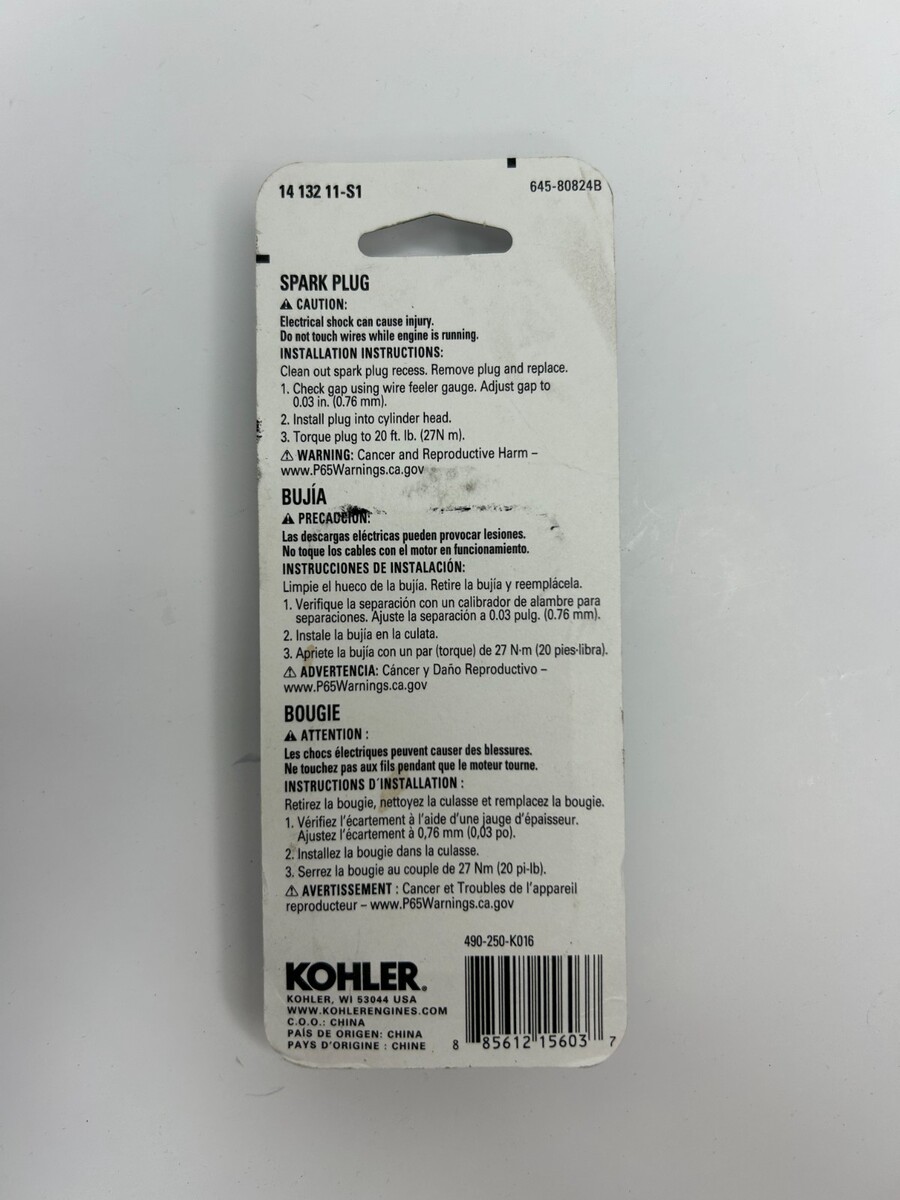 14 132 11-S1
645-80824B
SPARK PLUG
⚠ CAUTION:
Electrical shock can cause injury.
Do not touch wires while engine is running.
INSTALLATION INSTRUCTIONS:
Clean out spark plug recess. Remove plug and replace.
1. Check gap using wire feeler gauge. Adjust gap to
0.03 in. (0.76 mm).
2. Install plug into cylinder head.
3. Torque plug to 20 ft. lb. (27N m).
⚠ WARNING: Cancer and Reproductive Harm –
www.P65Warnings.ca.gov
BUJÍA
⚠ PRECAUCIÓN:
Las descargas eléctricas pueden provocar lesiones.
No toque los cables con el motor en funcionamiento.
INSTRUCCIONES DE INSTALACIÓN:
Limpie el hueco de la bujía. Retire la bujía y reemplácela.
1. Verifique la separación con un calibrador de alambre para
separaciones. Ajuste la separación a 0.03 pulg. (0.76 mm).
2. Instale la bujía en la culata.
3. Apriete la bujía con un par (torque) de 27 N·m (20 pies-libra).
⚠ ADVERTENCIA: Cáncer y Daño Reproductivo –
www.P65Warnings.ca.gov
BOUGIE
⚠ ATTENTION :
Les chocs électriques peuvent causer des blessures.
Ne touchez pas aux fils pendant que le moteur tourne.
INSTRUCTIONS D'INSTALLATION :
Retirez la bougie, nettoyez la culasse et remplacez la bougie.
1. Vérifiez l'écartement à l'aide d'une jauge d'épaisseur.
Ajustez l'écartement à 0,76 mm (0,03 po).
2. Installez la bougie dans la culasse.
3. Serrez la bougie au couple de 27 Nm (20 pi-lb).
⚠ AVERTISSEMENT : Cancer et Troubles de l'appareil
reproducteur – www.P65Warnings.ca.gov
490-250-K016
KOHLER®
KOHLER, WI 53044 USA
WWW.KOHLERENGINES.COM
C.O.O.: CHINA
PAÍS DE ORIGEN: CHINA
PAYS D'ORIGINE : CHINE
8 85612 15603 7